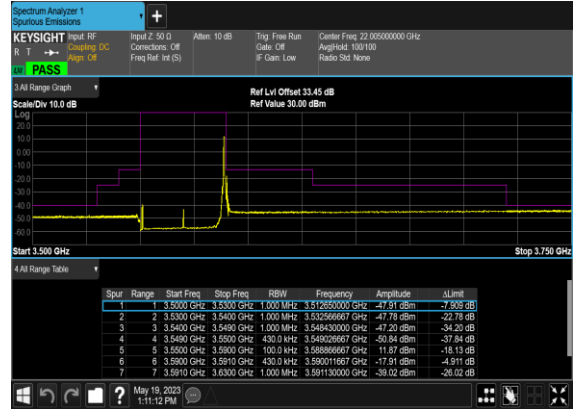 Spectrum Analyzer 1
Spurious Emissions
KEYSIGHT Input: RF Input Z: 50 Ω Atten: 10 dB Trig: Free Run Center Freq: 22.005000000 GHz
R T Coupling: DC Corrections: Off Gate: Off Avg|Hold: 100/100
Align: Off Freq Ref: Int (S) IF Gain: Low Radio Std: None
PASS
3 All Range Graph
Ref Lvl Offset 33.45 dB
Scale/Div 10.0 dB Ref Value 30.00 dBm
Log
20.0
10.0
0.00
-10.0
-20.0
-30.0
-40.0
-50.0
-60.0
Start 3.500 GHz Stop 3.750 GHz
4 All Range Table
Spur Range Start Freq Stop Freq RBW Frequency Amplitude ΔLimit
1 1 3.5000 GHz 3.5300 GHz 1.000 MHz 3.512650000 GHz -47.91 dBm -7.909 dB
2 2 3.5300 GHz 3.5400 GHz 1.000 MHz 3.532566667 GHz -47.78 dBm -22.78 dB
3 3 3.5400 GHz 3.5490 GHz 1.000 MHz 3.548430000 GHz -47.20 dBm -34.20 dB
4 4 3.5490 GHz 3.5500 GHz 430.0 kHz 3.549026667 GHz -50.84 dBm -37.84 dB
5 5 3.5500 GHz 3.5900 GHz 100.0 kHz 3.588866667 GHz 11.87 dBm -18.13 dB
6 6 3.5900 GHz 3.5910 GHz 430.0 kHz 3.590011667 GHz -17.91 dBm -4.911 dB
7 7 3.5910 GHz 3.6300 GHz 1.000 MHz 3.591130000 GHz -39.02 dBm -26.02 dB
May 19, 2023
1:11:12 PM